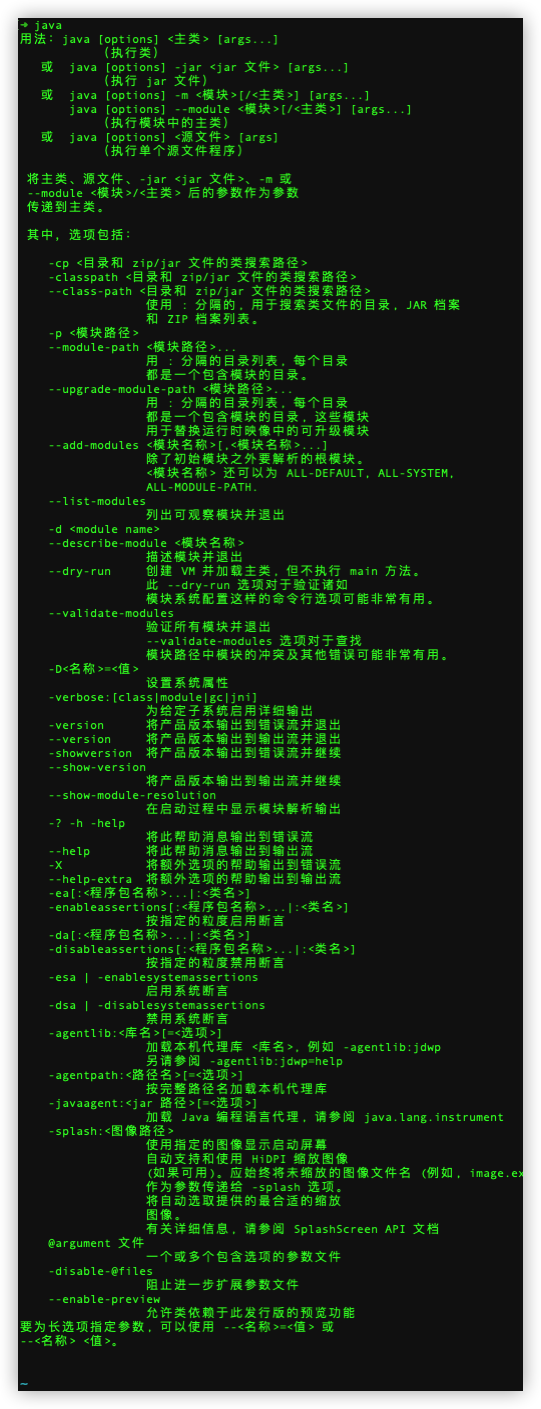 ➜ java
用法：java [options] <主类> [args...]
（执行类）
或 java [options] -jar <jar 文件> [args...]
（执行 jar 文件）
或 java [options] -m <模块>[/<主类>] [args...]
java [options] --module <模块>[/<主类>] [args...]
（执行模块中的主类）
或 java [options] <源文件> [args]
（执行单个源文件程序）
将主类、源文件、-jar <jar 文件>、-m 或
--module <模块>/<主类> 后的参数作为参数
传递到主类。
其中，选项包括：
-cp <目录和 zip/jar 文件的类搜索路径>
-classpath <目录和 zip/jar 文件的类搜索路径>
--class-path <目录和 zip/jar 文件的类搜索路径>
使用 : 分隔的, 用于搜索类文件的目录, JAR 档案
和 ZIP 档案列表。
-p <模块路径>
--module-path <模块路径>...
用 : 分隔的目录列表, 每个目录
都是一个包含模块的目录。
--upgrade-module-path <模块路径>...
用 : 分隔的目录列表, 每个目录
都是一个包含模块的目录, 这些模块
用于替换运行时映像中的可升级模块
--add-modules <模块名称>[,<模块名称>...]
除了初始模块之外要解析的根模块。
<模块名称> 还可以为 ALL-DEFAULT, ALL-SYSTEM,
ALL-MODULE-PATH.
--list-modules
列出可观察模块并退出
-d <module name>
--describe-module <模块名称>
描述模块并退出
--dry-run 创建 VM 并加载主类, 但不执行 main 方法。
此 --dry-run 选项对于验证诸如
模块系统配置这样的命令行选项可能非常有用。
--validate-modules
验证所有模块并退出
--validate-modules 选项对于查找
模块路径中模块的冲突及其他错误可能非常有用。
-D<名称>=<值>
设置系统属性
-verbose:[class|module|gc|jni]
为给定子系统启用详细输出
-version 将产品版本输出到错误流并退出
--version 将产品版本输出到输出流并退出
-showversion 将产品版本输出到错误流并继续
--show-version
将产品版本输出到输出流并继续
--show-module-resolution
在启动过程中显示模块解析输出
-? -h -help
将此帮助消息输出到错误流
--help 将此帮助消息输出到输出流
-X 将额外选项的帮助输出到错误流
--help-extra 将额外选项的帮助输出到输出流
-ea[:<程序包名称>...|:<类名>]
-enableassertions[:<程序包名称>...|:<类名>]
按指定的粒度启用断言
-da[:<程序包名称>...|:<类名>]
-disableassertions[:<程序包名称>...|:<类名>]
按指定的粒度禁用断言
-esa | -enablesystemassertions
启用系统断言
-dsa | -disablesystemassertions
禁用系统断言
-agentlib:<库名>[=<选项>]
加载本机代理库 <库名>, 例如 -agentlib:jdwp
另请参阅 -agentlib:jdwp=help
-agentpath:<路径名>[=<选项>]
按完整路径名加载本机代理库
-javaagent:<jar 路径>[=<选项>]
加载 Java 编程语言代理, 请参阅 java.lang.instrument
-splash:<图像路径>
使用指定的图像显示启动屏幕
自动支持和使用 HiDPI 缩放图像
(如果可用)。应始终将未缩放的图像文件名 (例如, image.ex
作为参数传递给 -splash 选项。
将自动选取提供的最合适的缩放
图像。
有关详细信息, 请参阅 SplashScreen API 文档
@argument 文件
一个或多个包含选项的参数文件
-disable-@files
阻止进一步扩展参数文件
--enable-preview
允许类依赖于此发行版的预览功能
要为长选项指定参数, 可以使用 --<名称>=<值> 或
--<名称> <值>。
~